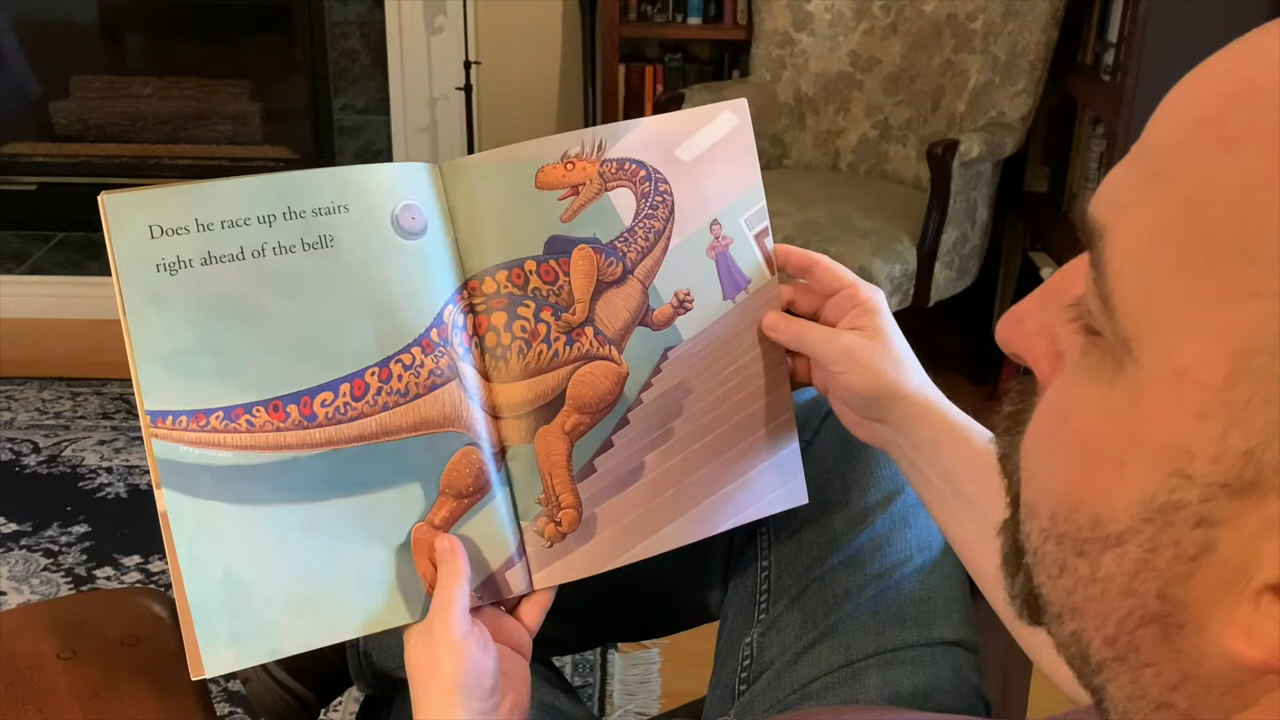 Does he race up the stairs
right ahead of the bell?